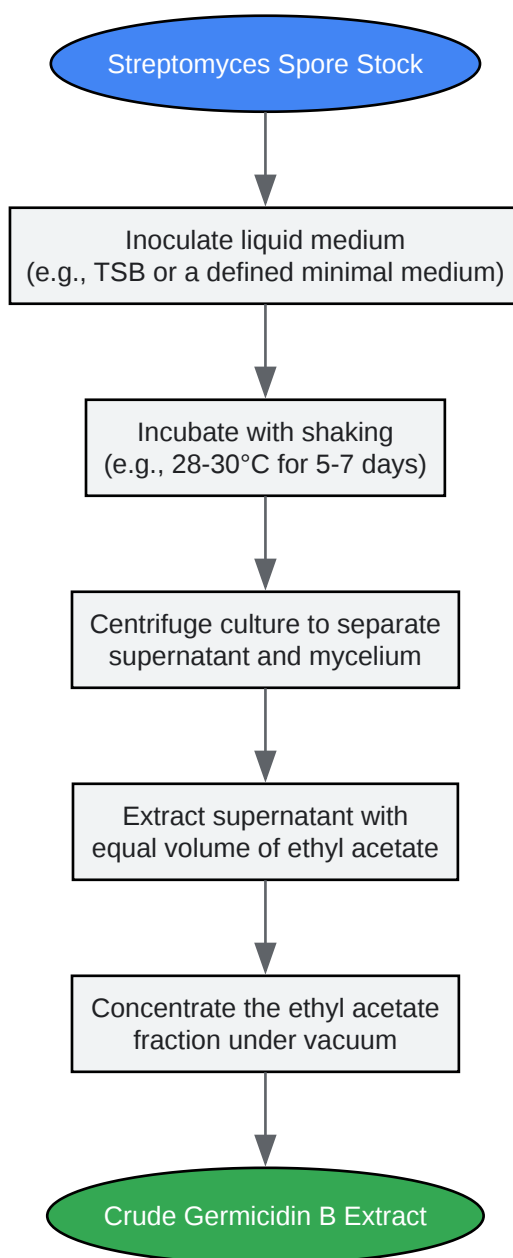 Streptomyces Spore Stock
Inoculate liquid medium
(e.g., TSB or a defined minimal medium)
Incubate with shaking
(e.g., 28-30°C for 5-7 days)
Centrifuge culture to separate
supernatant and mycelium
Extract supernatant with
equal volume of ethyl acetate
Concentrate the ethyl acetate
fraction under vacuum
Crude Germicidin B Extract